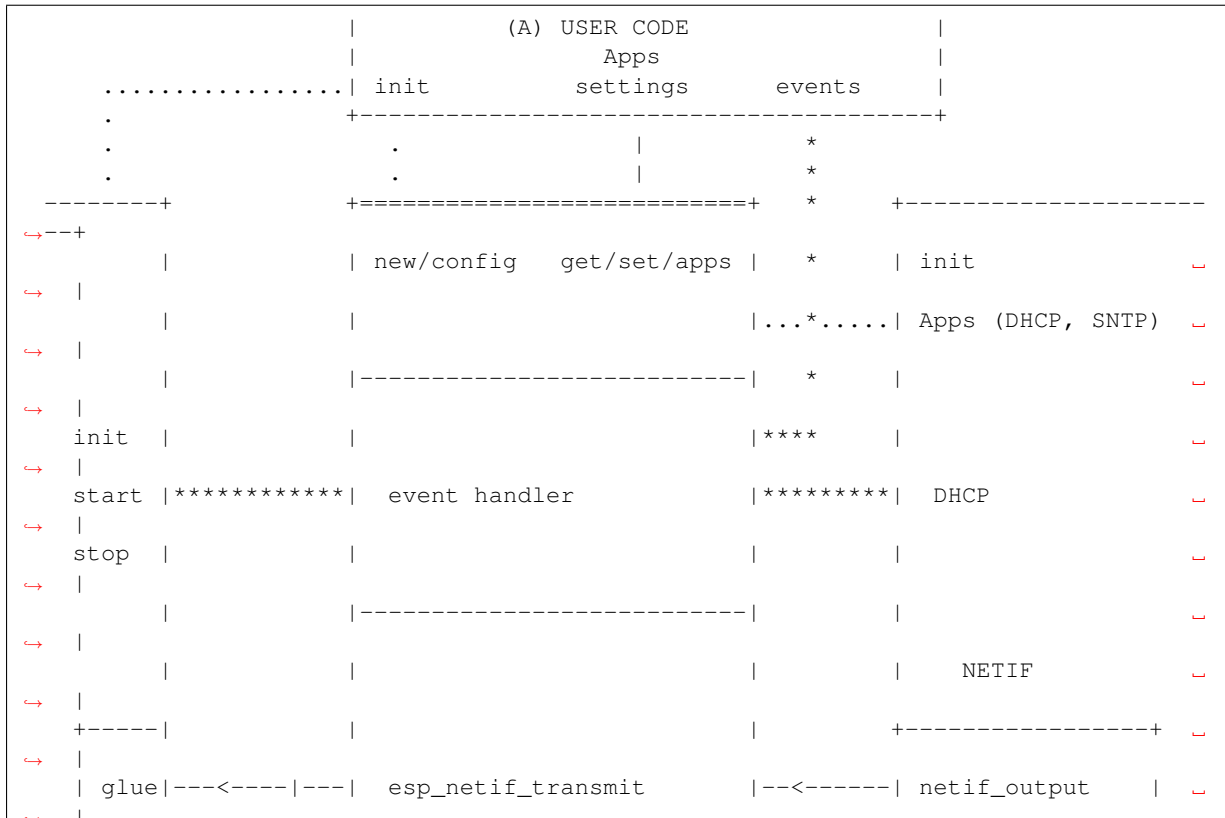 |          (A) USER CODE                 |
                       |                 Apps                   |
      .................| init          settings      events     |
      .                +----------------------------------------+
      .                   .                |           *
      .                   .                |           *
  --------+            +===========================+   *     +---------------------
↪--+
          |            | new/config   get/set/apps |   *     | init               ␣
↪  |
          |            |                           |...*.....| Apps (DHCP, SNTP)  ␣
↪  |
          |            |---------------------------|   *     |                    ␣
↪  |
    init  |            |                           |****     |                    ␣
↪  |
    start |************|  event handler            |*********|  DHCP              ␣
↪  |
    stop  |            |                           |         |                    ␣
↪  |
          |            |---------------------------|         |                    ␣
↪  |
          |            |                           |         |    NETIF           ␣
↪  |
    +-----|            |                           |         +-----------------+  ␣
↪  |
    | glue|---<----|---|  esp_netif_transmit       |--<------| netif_output    |  ␣
↪  |